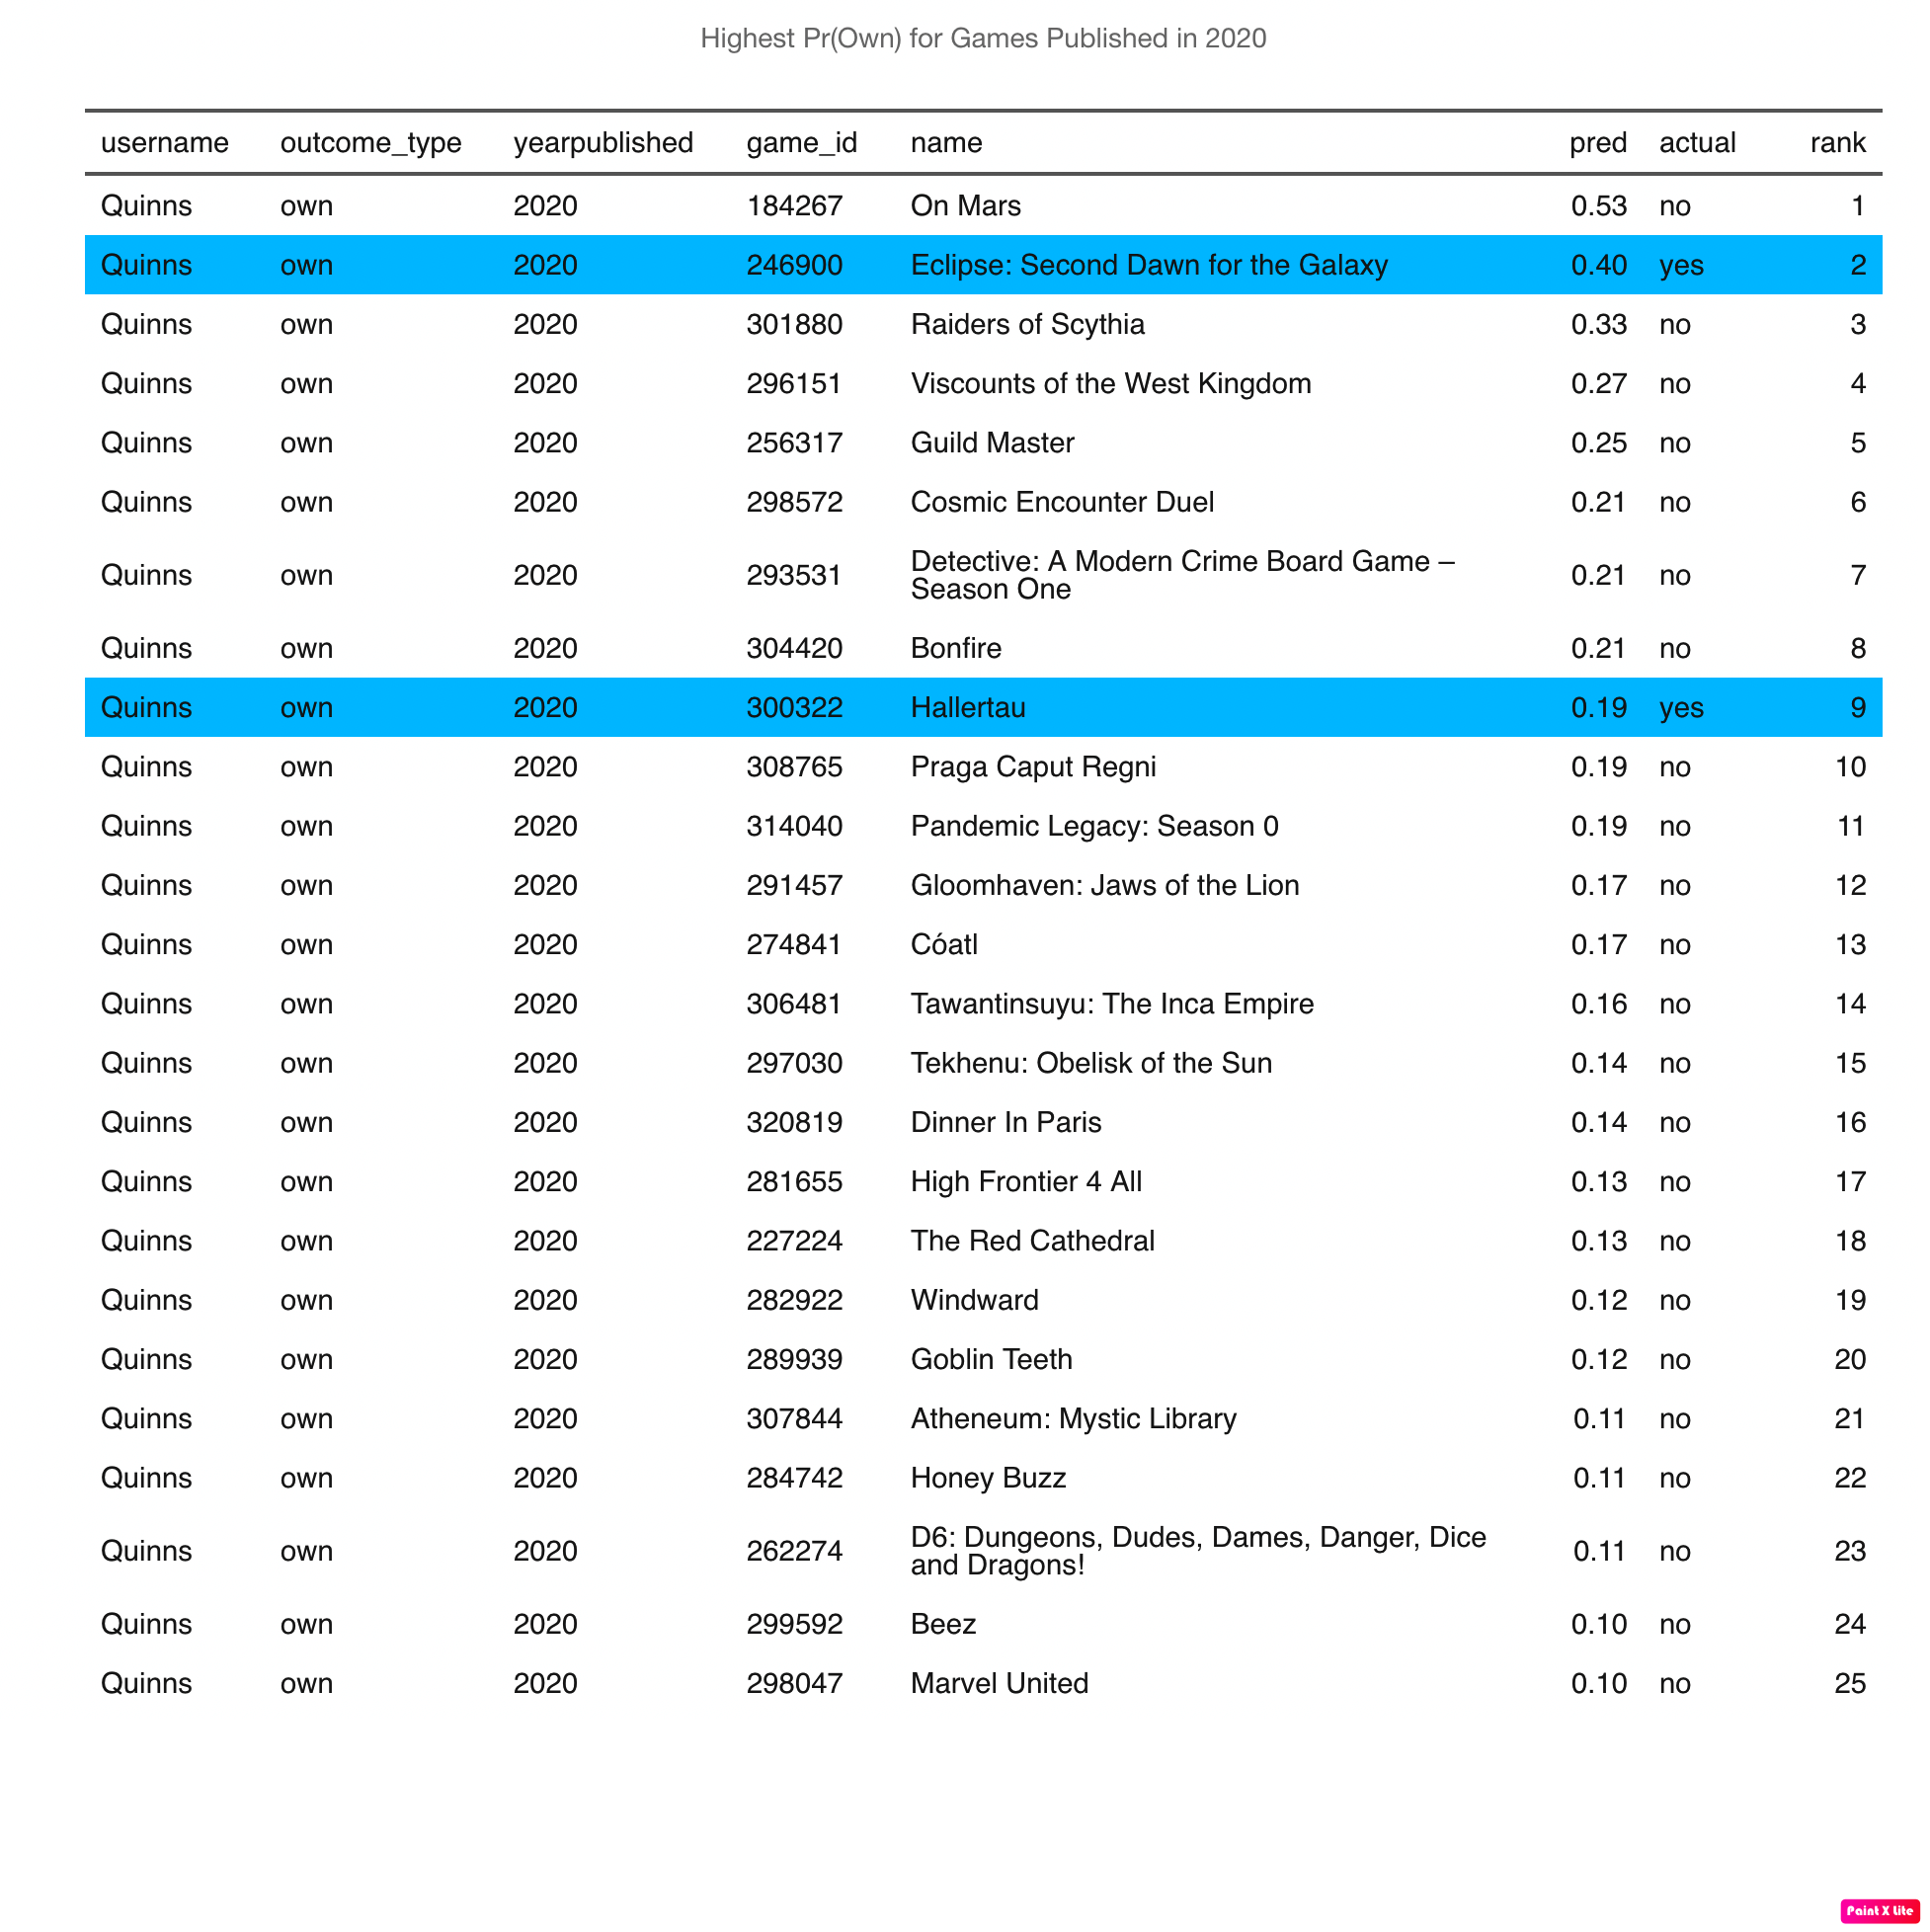 Highest Pr(Own) for Games Published in 2020
username outcome_type yearpublished game_id name pred actual rank
Quinns own 2020 184267 On Mars 0.53 no 1
Quinns own 2020 246900 Eclipse: Second Dawn for the Galaxy 0.40 yes 2
Quinns own 2020 301880 Raiders of Scythia 0.33 no 3
Quinns own 2020 296151 Viscounts of the West Kingdom 0.27 no 4
Quinns own 2020 256317 Guild Master 0.25 no 5
Quinns own 2020 298572 Cosmic Encounter Duel 0.21 no 6
Quinns own 2020 293531 Detective: A Modern Crime Board Game –
Season One 0.21 no 7
Quinns own 2020 304420 Bonfire 0.21 no 8
Quinns own 2020 300322 Hallertau 0.19 yes 9
Quinns own 2020 308765 Praga Caput Regni 0.19 no 10
Quinns own 2020 314040 Pandemic Legacy: Season 0 0.19 no 11
Quinns own 2020 291457 Gloomhaven: Jaws of the Lion 0.17 no 12
Quinns own 2020 274841 Cóatl 0.17 no 13
Quinns own 2020 306481 Tawantinsuyu: The Inca Empire 0.16 no 14
Quinns own 2020 297030 Tekhenu: Obelisk of the Sun 0.14 no 15
Quinns own 2020 320819 Dinner In Paris 0.14 no 16
Quinns own 2020 281655 High Frontier 4 All 0.13 no 17
Quinns own 2020 227224 The Red Cathedral 0.13 no 18
Quinns own 2020 282922 Windward 0.12 no 19
Quinns own 2020 289939 Goblin Teeth 0.12 no 20
Quinns own 2020 307844 Atheneum: Mystic Library 0.11 no 21
Quinns own 2020 284742 Honey Buzz 0.11 no 22
Quinns own 2020 262274 D6: Dungeons, Dudes, Dames, Danger, Dice
and Dragons! 0.11 no 23
Quinns own 2020 299592 Beez 0.10 no 24
Quinns own 2020 298047 Marvel United 0.10 no 25
Paint X Lite